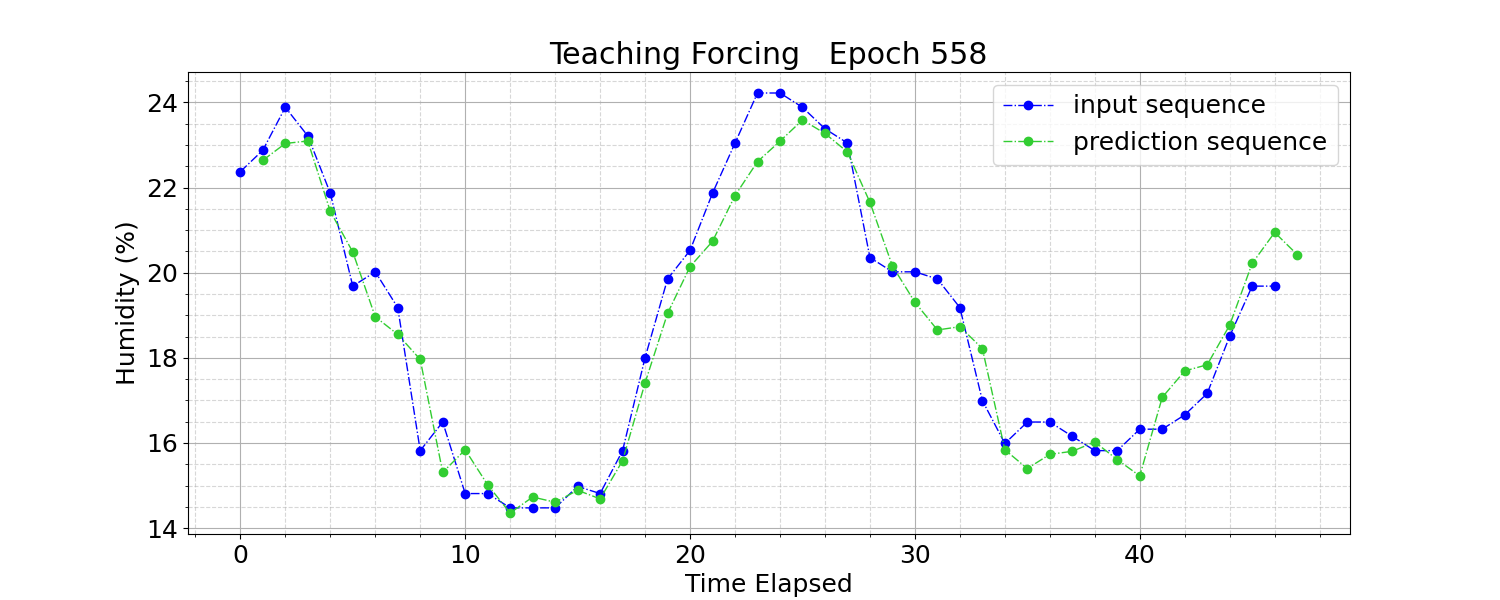 Teaching Forcing   Epoch 558
input sequence
prediction sequence
Humidity (%)
24
22
20
18
16
14
0 10 20 30 40
Time Elapsed